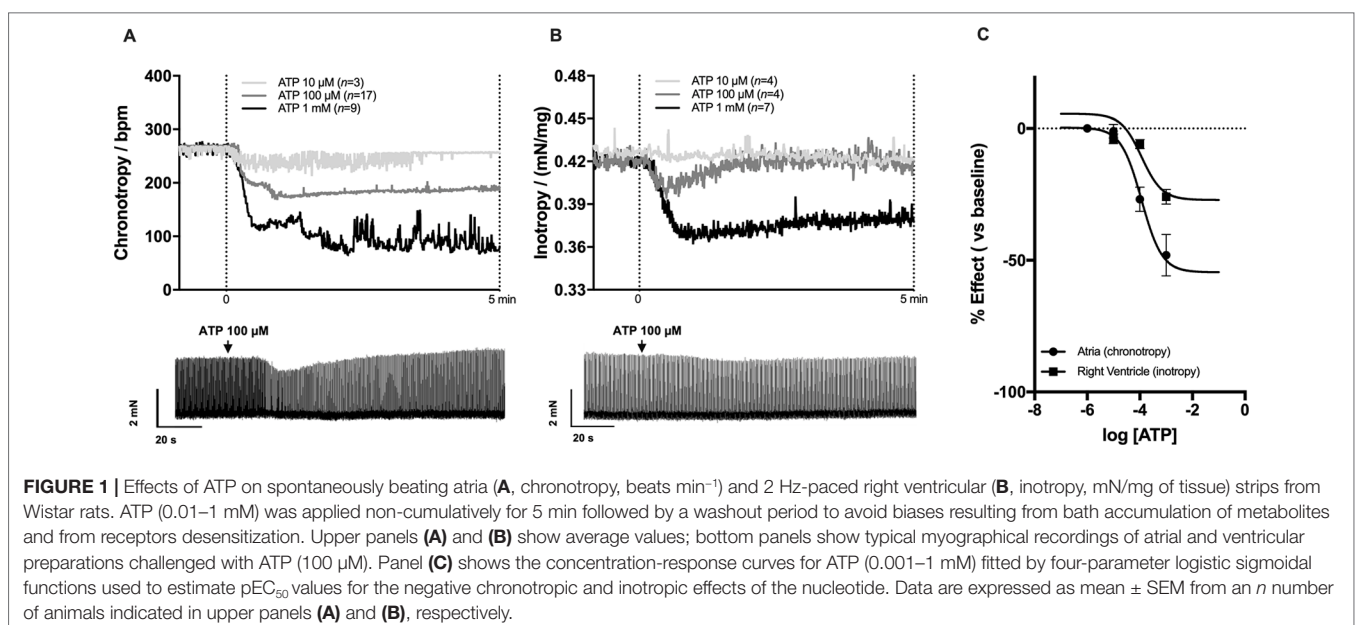 A
B
C
400
300
200
100
0
Chronotropy / bpm
ATP 10 µM (n=3)
ATP 100 µM (n=17)
ATP 1 mM (n=9)
0
5 min
0.48
0.45
0.42
0.39
0.36
0.33
Inotropy / (mN/mg)
ATP 10 µM (n=4)
ATP 100 µM (n=4)
ATP 1 mM (n=7)
0
5 min
0
-50
-100
% Effect ( vs baseline)
Atria (chronotropy)
Right Ventricle (inotropy)
-8
-6
-4
-2
0
log [ATP]
ATP 100 µM
2 mN
20 s
ATP 100 µM
2 mN
20 s
FIGURE 1 | Effects of ATP on spontaneously beating atria (A, chronotropy, beats min⁻¹) and 2 Hz-paced right ventricular (B, inotropy, mN/mg of tissue) strips from
Wistar rats. ATP (0.01–1 mM) was applied non-cumulatively for 5 min followed by a washout period to avoid biases resulting from bath accumulation of metabolites
and from receptors desensitization. Upper panels (A) and (B) show average values; bottom panels show typical myographical recordings of atrial and ventricular
preparations challenged with ATP (100 µM). Panel (C) shows the concentration-response curves for ATP (0.001–1 mM) fitted by four-parameter logistic sigmoidal
functions used to estimate pEC₅₀ values for the negative chronotropic and inotropic effects of the nucleotide. Data are expressed as mean ± SEM from an n number
of animals indicated in upper panels (A) and (B), respectively.